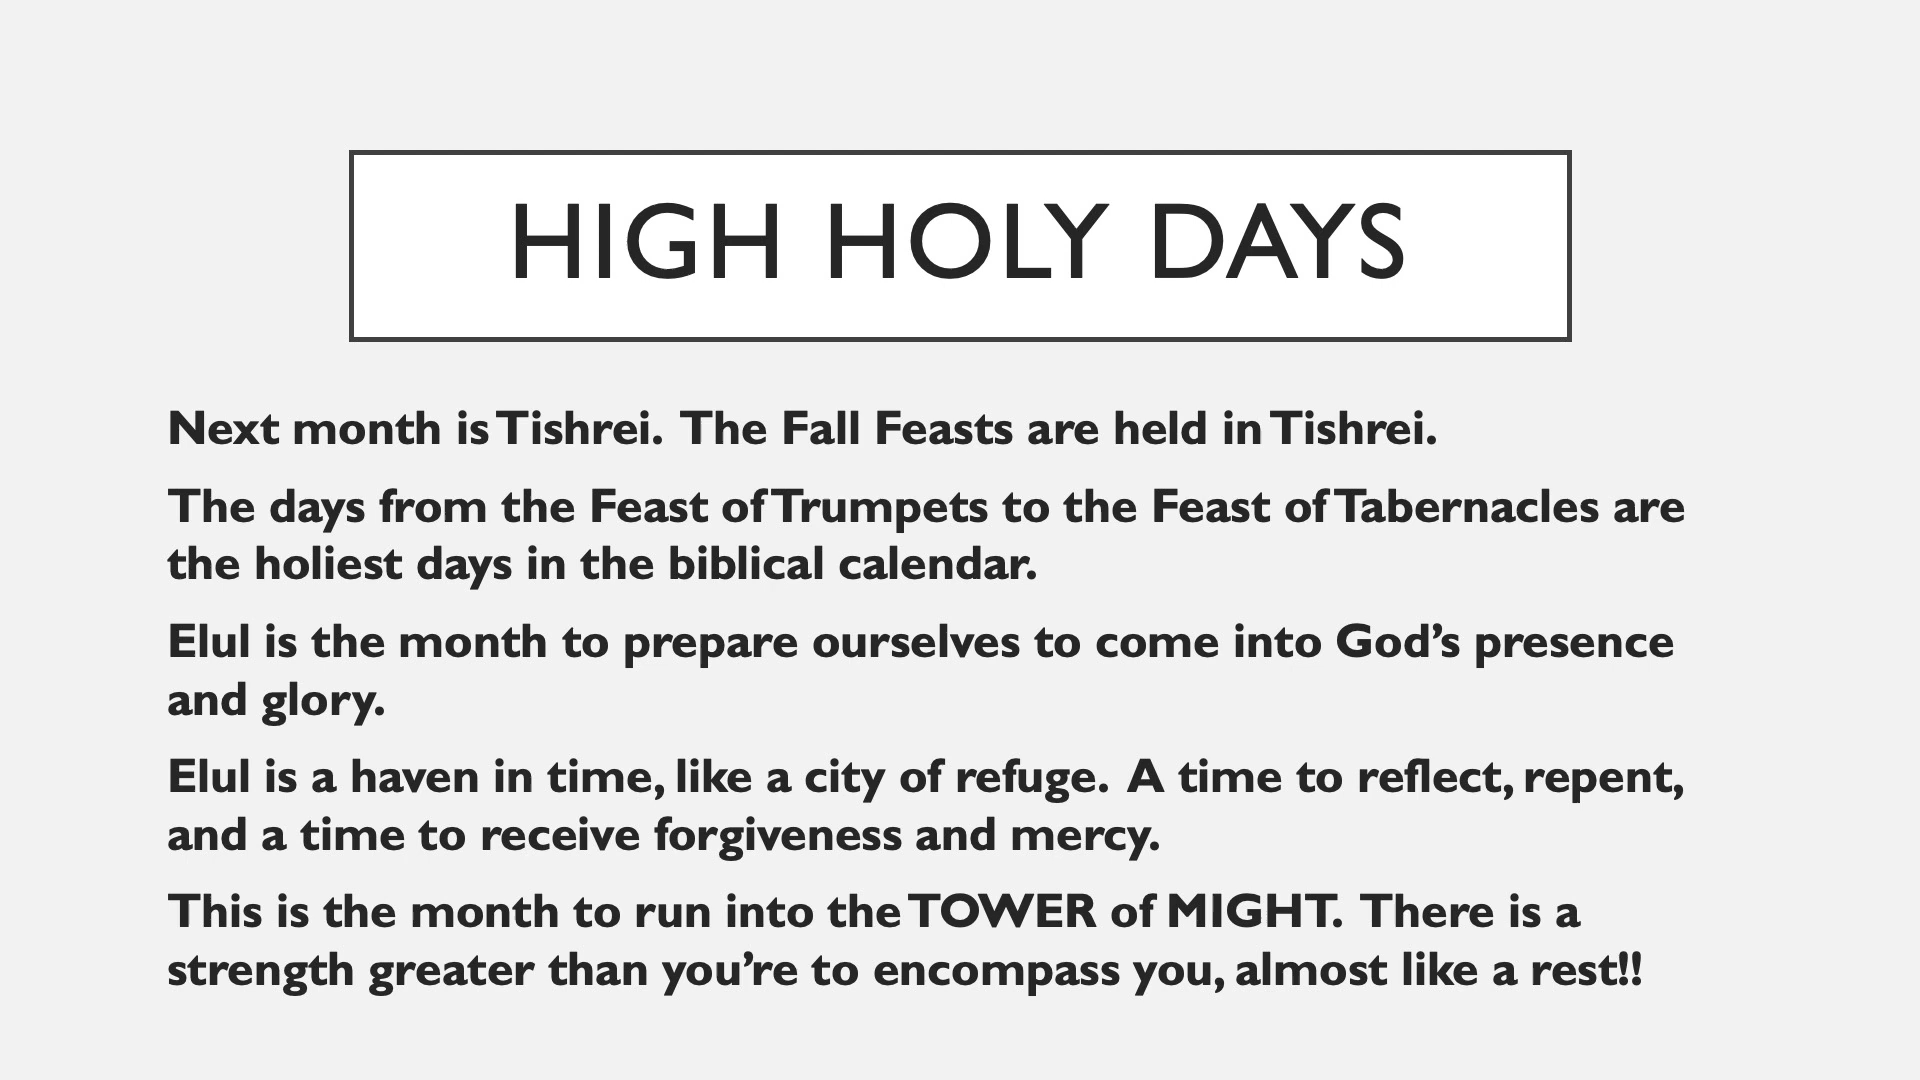 HIGH HOLY DAYS
Next month is Tishrei. The Fall Feasts are held in Tishrei.
The days from the Feast of Trumpets to the Feast of Tabernacles are
the holiest days in the biblical calendar.
Elul is the month to prepare ourselves to come into God’s presence
and glory.
Elul is a haven in time, like a city of refuge. A time to reflect, repent,
and a time to receive forgiveness and mercy.
This is the month to run into the TOWER of MIGHT. There is a
strength greater than you’re to encompass you, almost like a rest!!